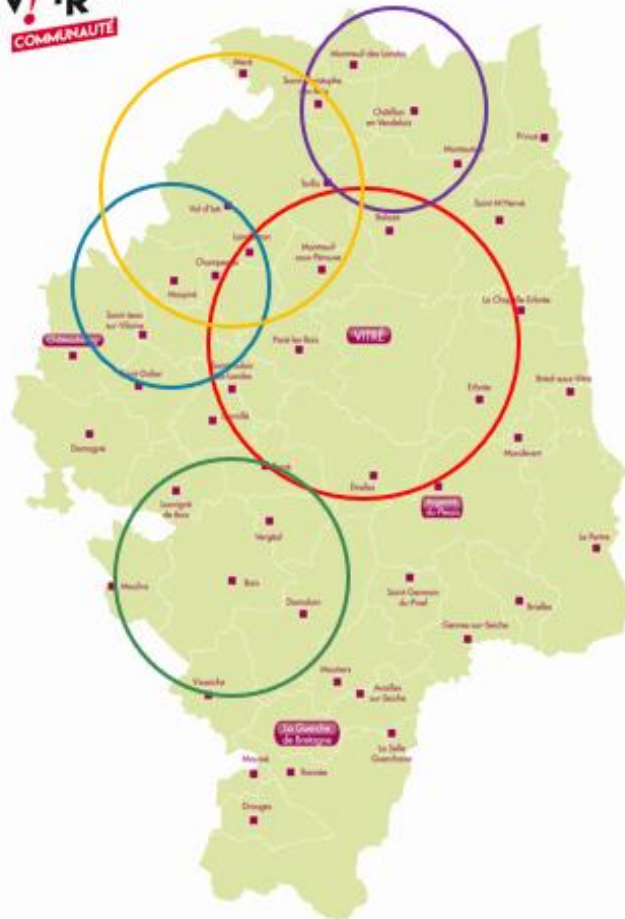 COMMUNAUTÉ
Mecé
Montreuil des Landes
Châtillon
en Vendelais
Princé
Montautour
Taillis
Saint M'Hervé
Val d'Izé
Balazé
Landavran
Montreuil
sous Pérouse
Champeaux
Marpiré
La Chapelle Erbrée
Saint Jean
sur Vilaine
Châteaubourg
VITRÉ
Pocé les Bois
Saint Didier
Saint Aubin
des Landes
Erbrée
Bréal sous Vitré
Cornillé
Domagné
Mondevert
Torcé
Étrelles
Argentré
du Plessis
Louvigné
de Bais
Vergéal
Le Pertre
Moulins
Bais
Saint Germain
du Pinel
Brielles
Domalain
Gennes sur Seiche
Visseiche
Moutiers
Availles
sur Seiche
La Guerche
de Bretagne
La Selle
Guerchaise
Moussé
Rannée
Drouges